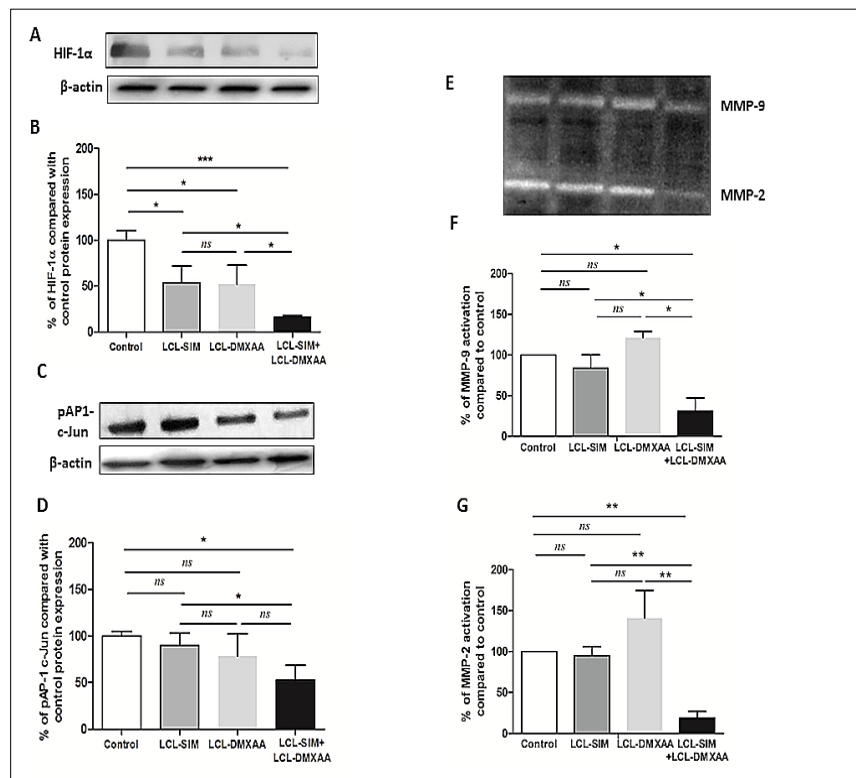 A
HIF-1α
β-actin
B
% of HIF-1α compared with
control protein expression
200
150
100
50
0
***
*
*
*
ns
*
Control
LCL-SIM
LCL-DMXAA
LCL-SIM+
LCL-DMXAA
C
pAP1-
c-Jun
β-actin
D
% of pAP-1 c-Jun compared with
control protein expression
200
150
100
50
0
*
ns
ns
*
ns
ns
Control
LCL-SIM
LCL-DMXAA
LCL-SIM+
LCL-DMXAA
E
MMP-9
MMP-2
F
% of MMP-9 activation
compared to control
200
150
100
50
0
*
ns
ns
*
ns
*
Control
LCL-SIM
LCL-DMXAA
LCL-SIM
+LCL-DMXAA
G
% of MMP-2 activation
compared to control
200
150
100
50
0
**
ns
ns
**
ns
**
Control
LCL-SIM
LCL-DMXAA
LCL-SIM
+LCL-DMXAA